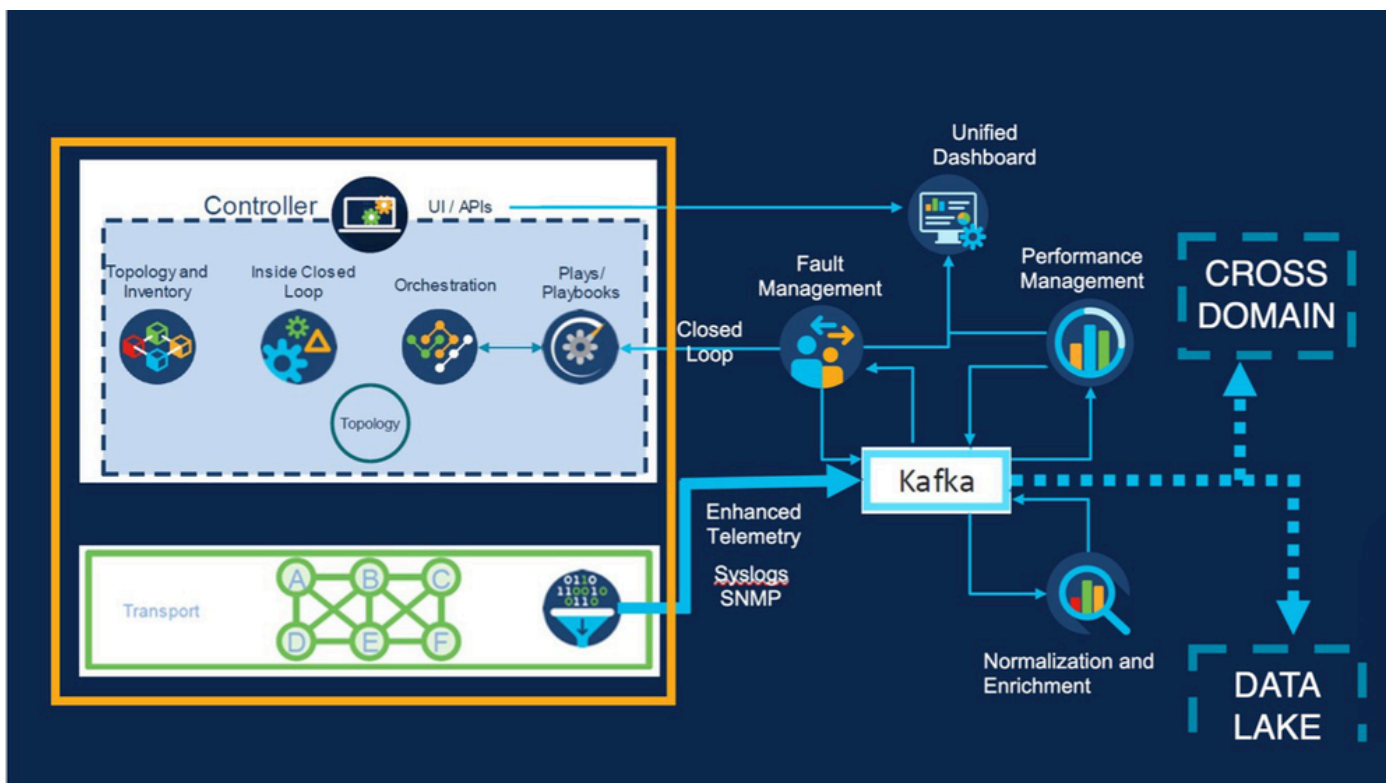 Unified
Dashboard
Controller
UI / APIs
Topology and
Inventory
Inside Closed
Loop
Orchestration
Plays/
Playbooks
Topology
Closed
Loop
Fault
Management
Performance
Management
CROSS
DOMAIN
Kafka
Enhanced
Telemetry
Syslogs
SNMP
Transport
A
B
C
D
E
F
0110
110010
0110
Normalization and
Enrichment
DATA
LAKE